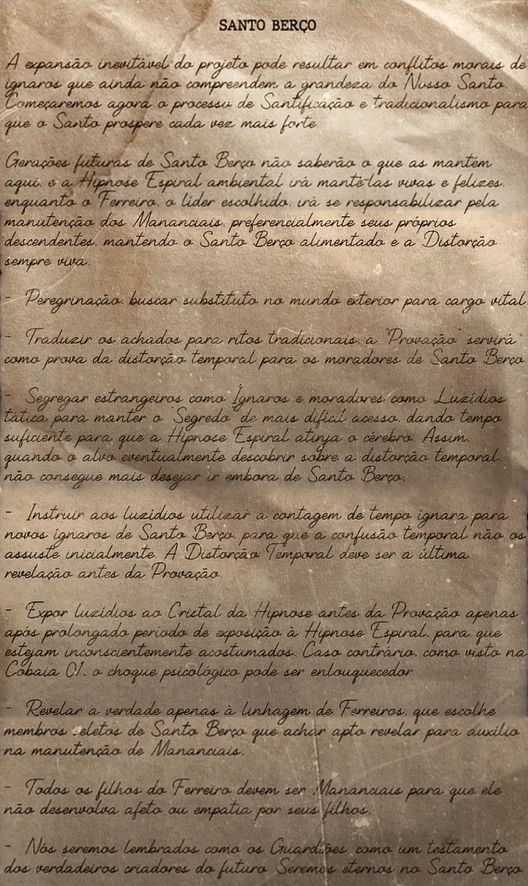 SANTO BERÇO
A expansão inevitável do projeto pode resultar em conflitos morais de
ignaros que ainda não compreendem a grandeza do Nosso Santo.
Começaremos agora o processo de Santificação e tradicionalismo para
que o Santo prospere cada vez mais forte.
Gerações futuras de Santo Berço não saberão o que as mantém
aqui, e a Hipnose Espiral ambiental irá mantê-las vivas e felizes,
enquanto o Ferreiro, o líder escolhido, irá se responsabilizar pela
manutenção dos Mananciais, preferencialmente seus próprios
descendentes, mantendo o Santo Berço alimentado e a Distorção
sempre viva.
- Peregrinação: buscar substituto no mundo exterior para cargo vital.
- Traduzir os achados para ritos tradicionais, a "Provação" servirá
como prova da distorção temporal para os moradores de Santo Berço.
- Segregar estrangeiros como Ígnaros e moradores como Luzídios
tática para manter o "Segredo" de mais difícil acesso, dando tempo
suficiente para que a Hipnose Espiral atinja o cérebro. Assim,
quando o alvo eventualmente descobrir sobre a distorção temporal,
não consegue mais desejar ir embora de Santo Berço.
- Instruir aos luzídios utilizar a contagem de tempo ignara para
novos ignaros de Santo Berço, para que a confusão temporal não os
assuste inicialmente. A Distorção Temporal deve ser a última
revelação antes da Provação.
- Expor luzídios ao Cristal da Hipnose antes da Provação apenas
após prolongado período de exposição à Hipnose Espiral, para que
estejam inconscientemente acostumados. Caso contrário, como visto na
Cobaia 01, o choque psicológico pode ser enlouquecedor.
- Revelar a verdade apenas à linhagem de Ferreiros, que escolhe
membros seletos de Santo Berço que achar apto revelar para auxílio
na manutenção de Mananciais.
- Todos os filhos do Ferreiro devem ser Mananciais para que ele
não desenvolva afeto ou empatia por seus filhos.
- Nós seremos lembrados como os Guardiões, como um testamento
dos verdadeiros criadores do futuro. Seremos eternos no Santo Berço.